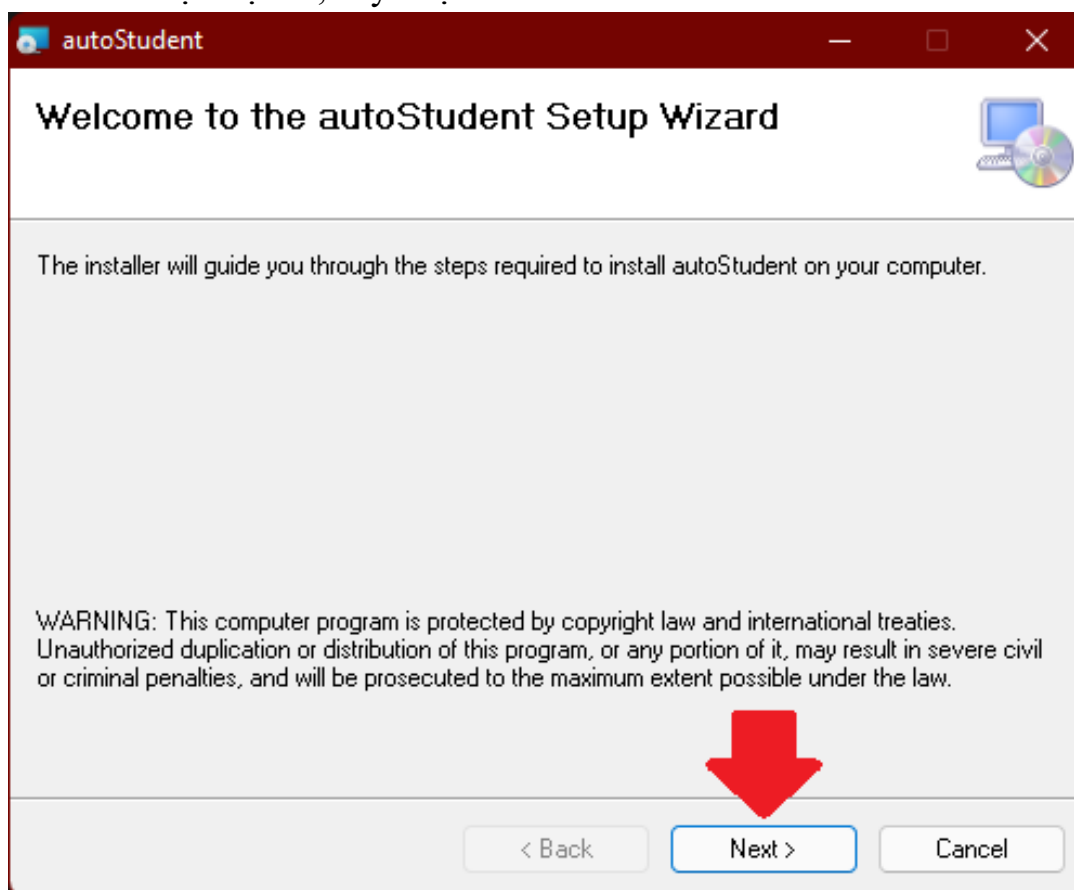 autoStudent
Welcome to the autoStudent Setup Wizard
The installer will guide you through the steps required to install autoStudent on your computer.
WARNING: This computer program is protected by copyright law and international treaties.
Unauthorized duplication or distribution of this program, or any portion of it, may result in severe civil
or criminal penalties, and will be prosecuted to the maximum extent possible under the law.
< Back
Next >
Cancel